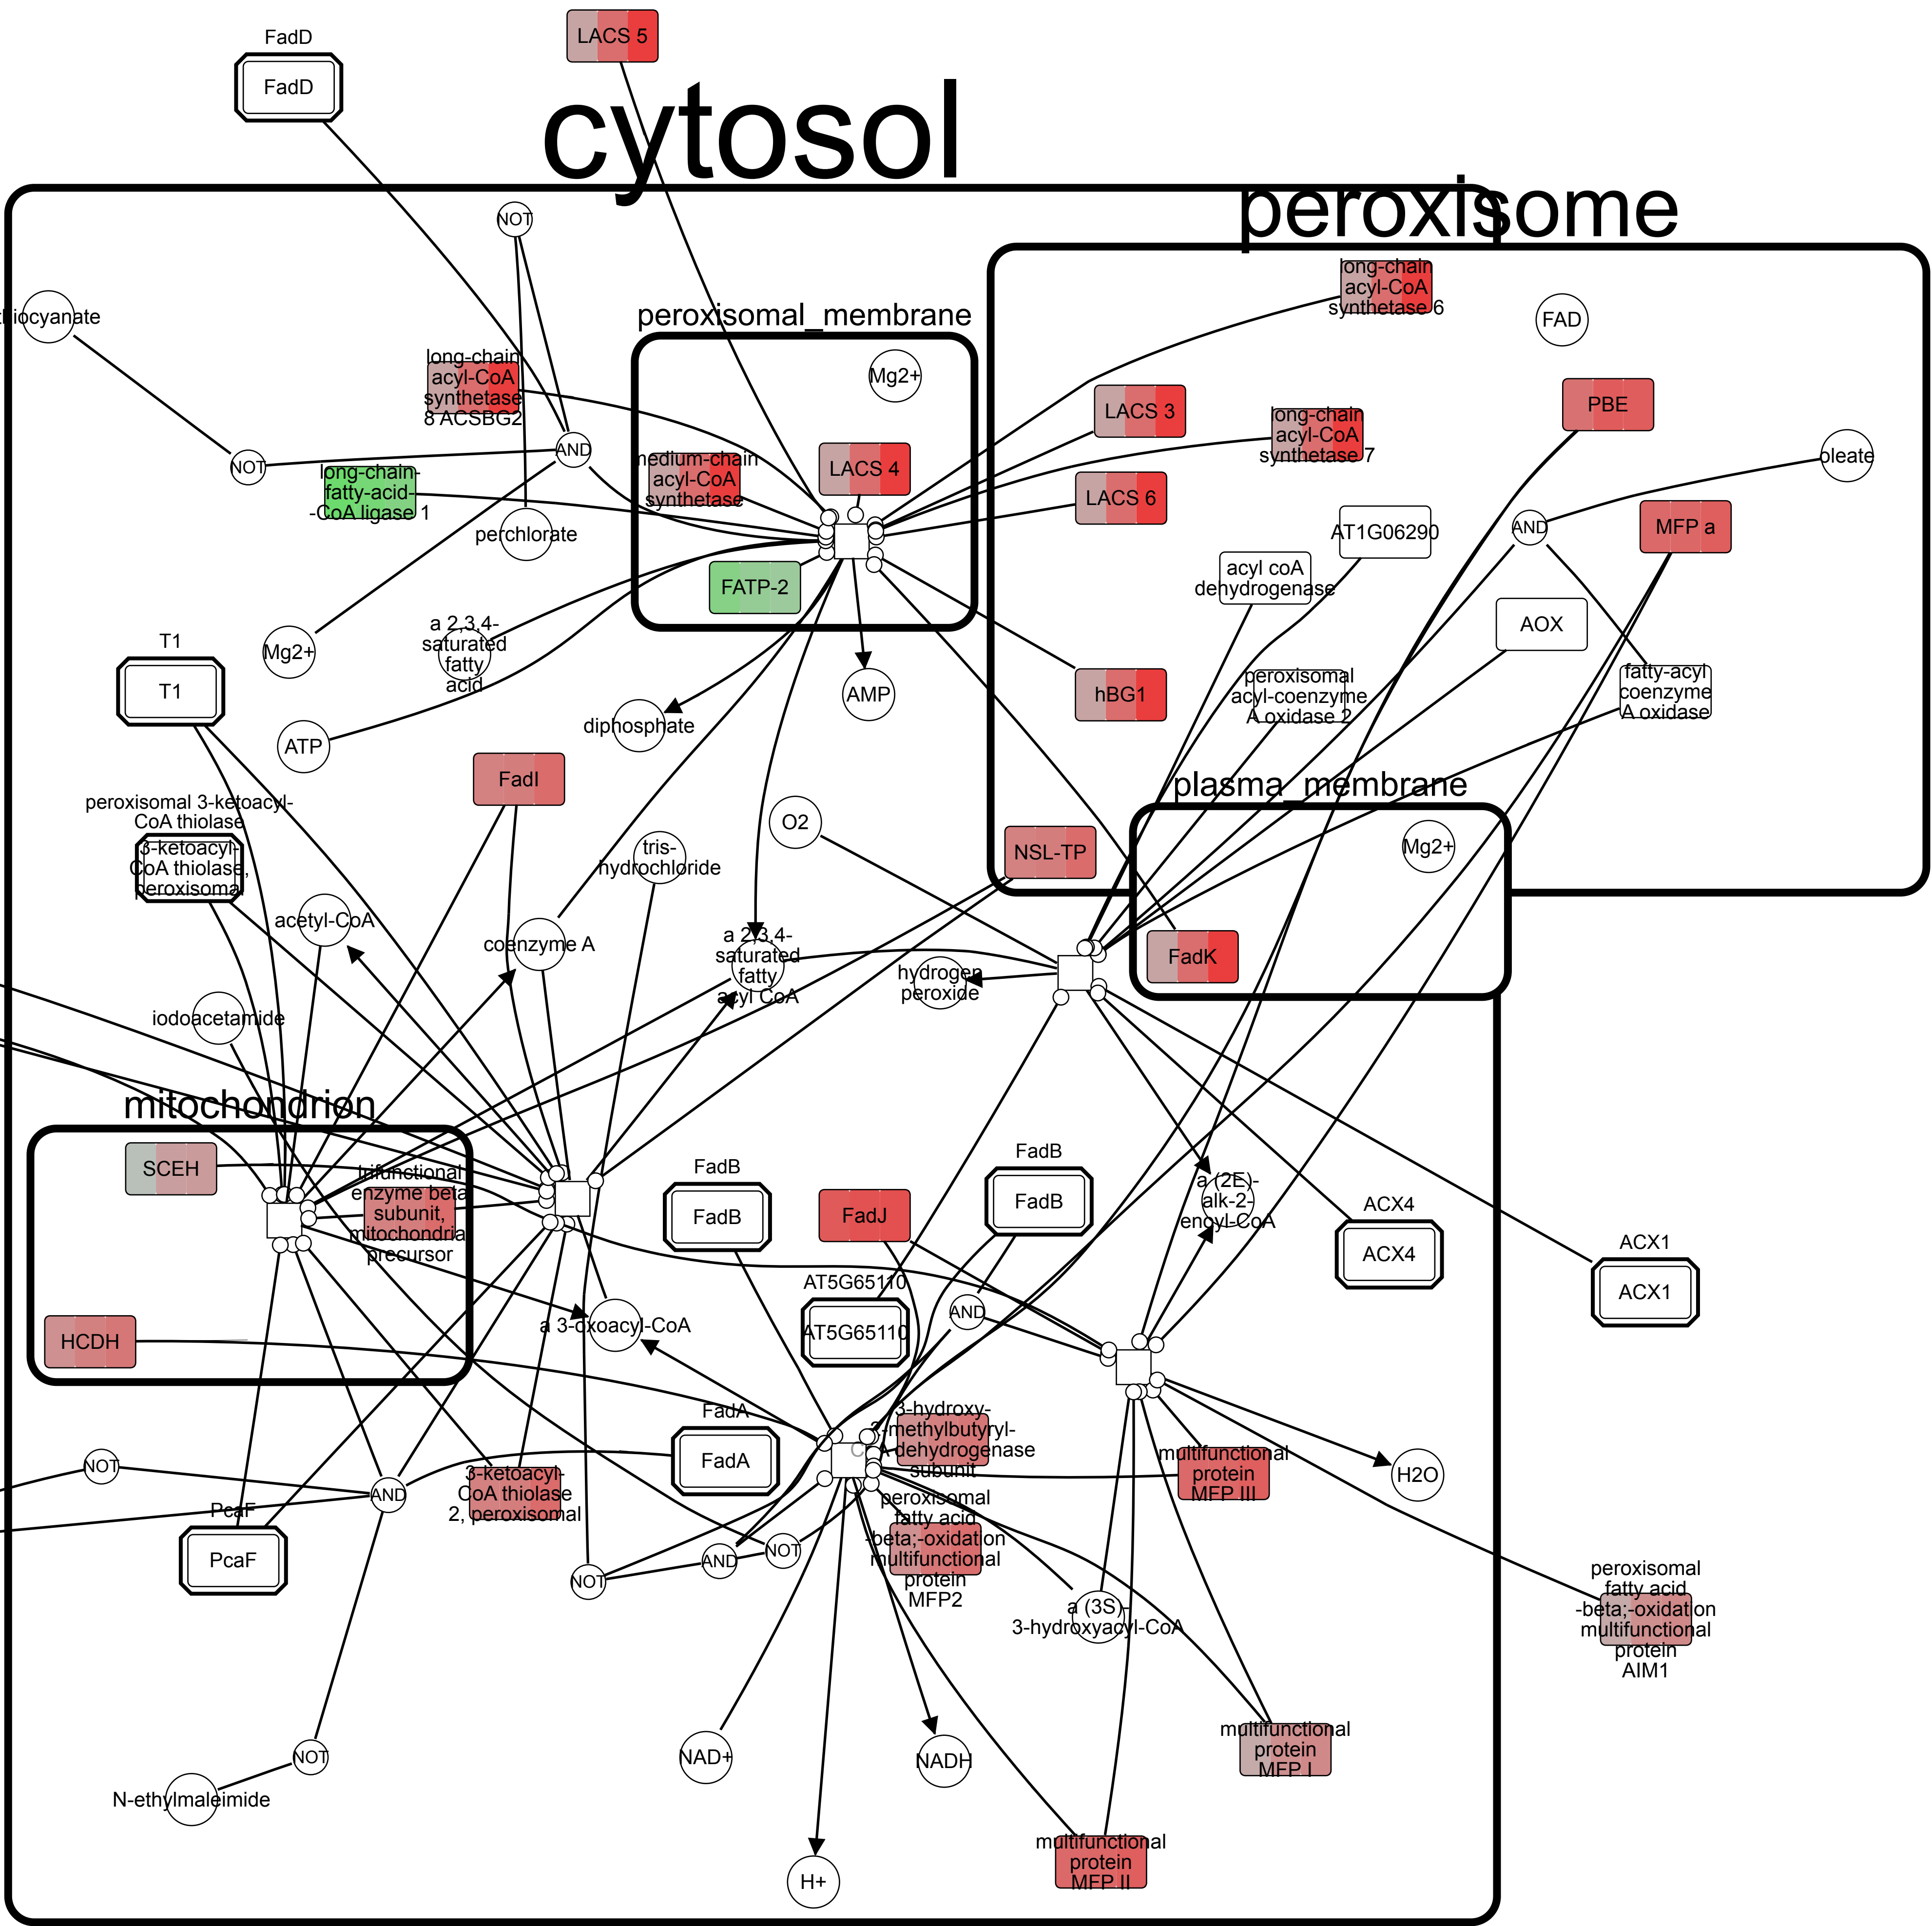 LACS 5
FadD
FadD
cytosol
peroxisome
NOT
long-chain
acyl-CoA
synthetase 6
thiocyanate
peroxisomal_membrane
FAD
Mg2+
long-chain
acyl-CoA
synthetase
8 ACSBG2
LACS 3
PBE
long-chain
acyl-CoA
synthetase 7
NOT
AND
oleate
long-chain-
fatty-acid-
-CoA ligase 1
medium-chain
acyl-CoA
synthetase
LACS 4
LACS 6
perchlorate
AT1G06290
AND
MFP a
FATP-2
acyl coA
dehydrogenase
AOX
T1
T1
Mg2+
a 2,3,4-
saturated
fatty
acid
AMP
hBG1
peroxisomal
acyl-coenzyme
A oxidase 2
fatty-acyl
coenzyme
A oxidase
diphosphate
ATP
FadI
plasma_membrane
peroxisomal 3-ketoacyl-
CoA thiolase
3-ketoacyl-
CoA thiolase,
peroxisomal
O2
tris-
hydrochloride
NSL-TP
Mg2+
acetyl-CoA
coenzyme A
a 2,3,4-
saturated
fatty
acyl CoA
hydrogen
peroxide
FadK
iodoacetamide
mitochondrion
SCEH
trifunctional
enzyme beta
subunit,
mitochondrial
precursor
FadB
FadB
FadJ
FadB
FadB
a (2E)-
alk-2-
enoyl-CoA
ACX4
ACX4
ACX1
ACX1
HCDH
a 3-oxoacyl-CoA
AT5G65110
AT5G65110
AND
FadA
FadA
3-hydroxy-
2-methylbutyryl-
CoA dehydrogenase
subunit
multifunctional
protein
MFP III
H2O
NOT
AND
3-ketoacyl-
CoA thiolase
2, peroxisomal
PcaF
PcaF
peroxisomal
fatty acid
-beta;-oxidation
multifunctional
protein
MFP2
NOT
AND
NOT
a (3S)-
3-hydroxyacyl-CoA
peroxisomal
fatty acid
-beta;-oxidation
multifunctional
protein
AIM1
NOT
N-ethylmaleimide
NAD+
NADH
multifunctional
protein
MFP I
H+
multifunctional
protein
MFP II